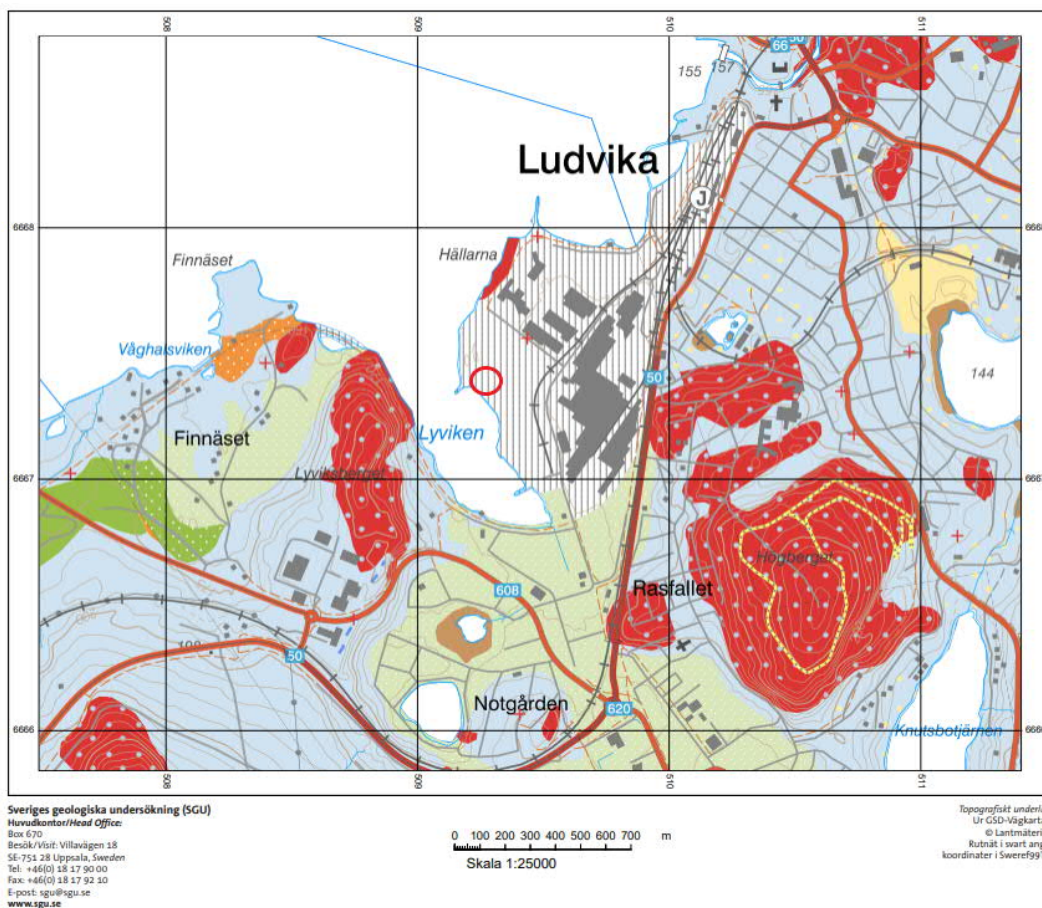 508
509
510
511
66
50
155
157
Ludvika
J
6668
666
Hällarna
Finnäset
Våghalsviken
144
50
Lyviken
Finnäset
6667
666
Lyviksberget
Högberget
608
Rasfallet
50
Notgården
620
6666
666
Knutsbotjärnen
508
509
510
511
Sveriges geologiska undersökning (SGU)
Huvudkontor/Head Office:
Box 670
Besök/Visit: Villavägen 18
SE-751 28 Uppsala, Sweden
Tel: +46(0) 18 17 90 00
Fax: +46(0) 18 17 92 10
E-post: sgu@sgu.se
www.sgu.se
0 100 200 300 400 500 600 700 m
Skala 1:25000
Topografiskt underl
Ur GSD-Vägkart
© Lantmäteri
Rutnät i svart ang
koordinater i Sweref99